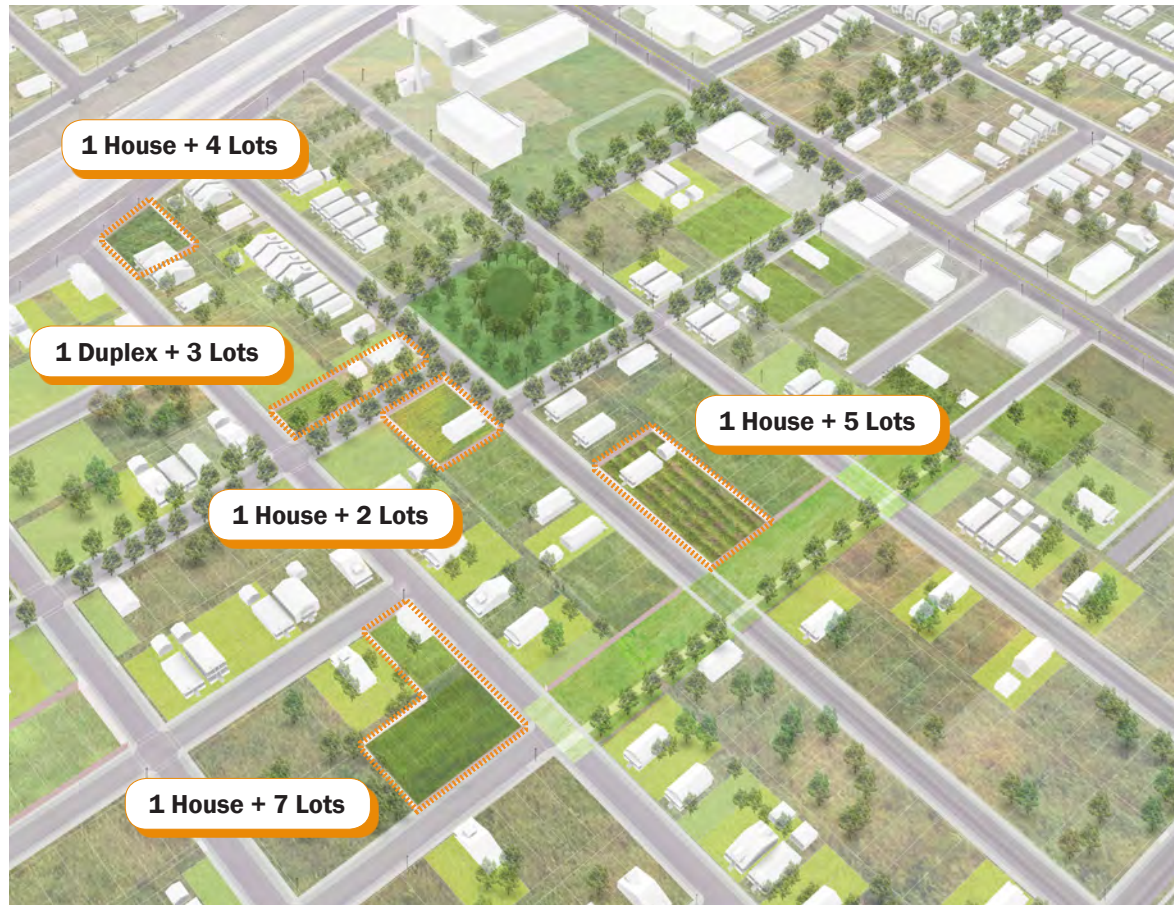 1 House + 4 Lots
1 Duplex + 3 Lots
1 House + 5 Lots
1 House + 2 Lots
1 House + 7 Lots